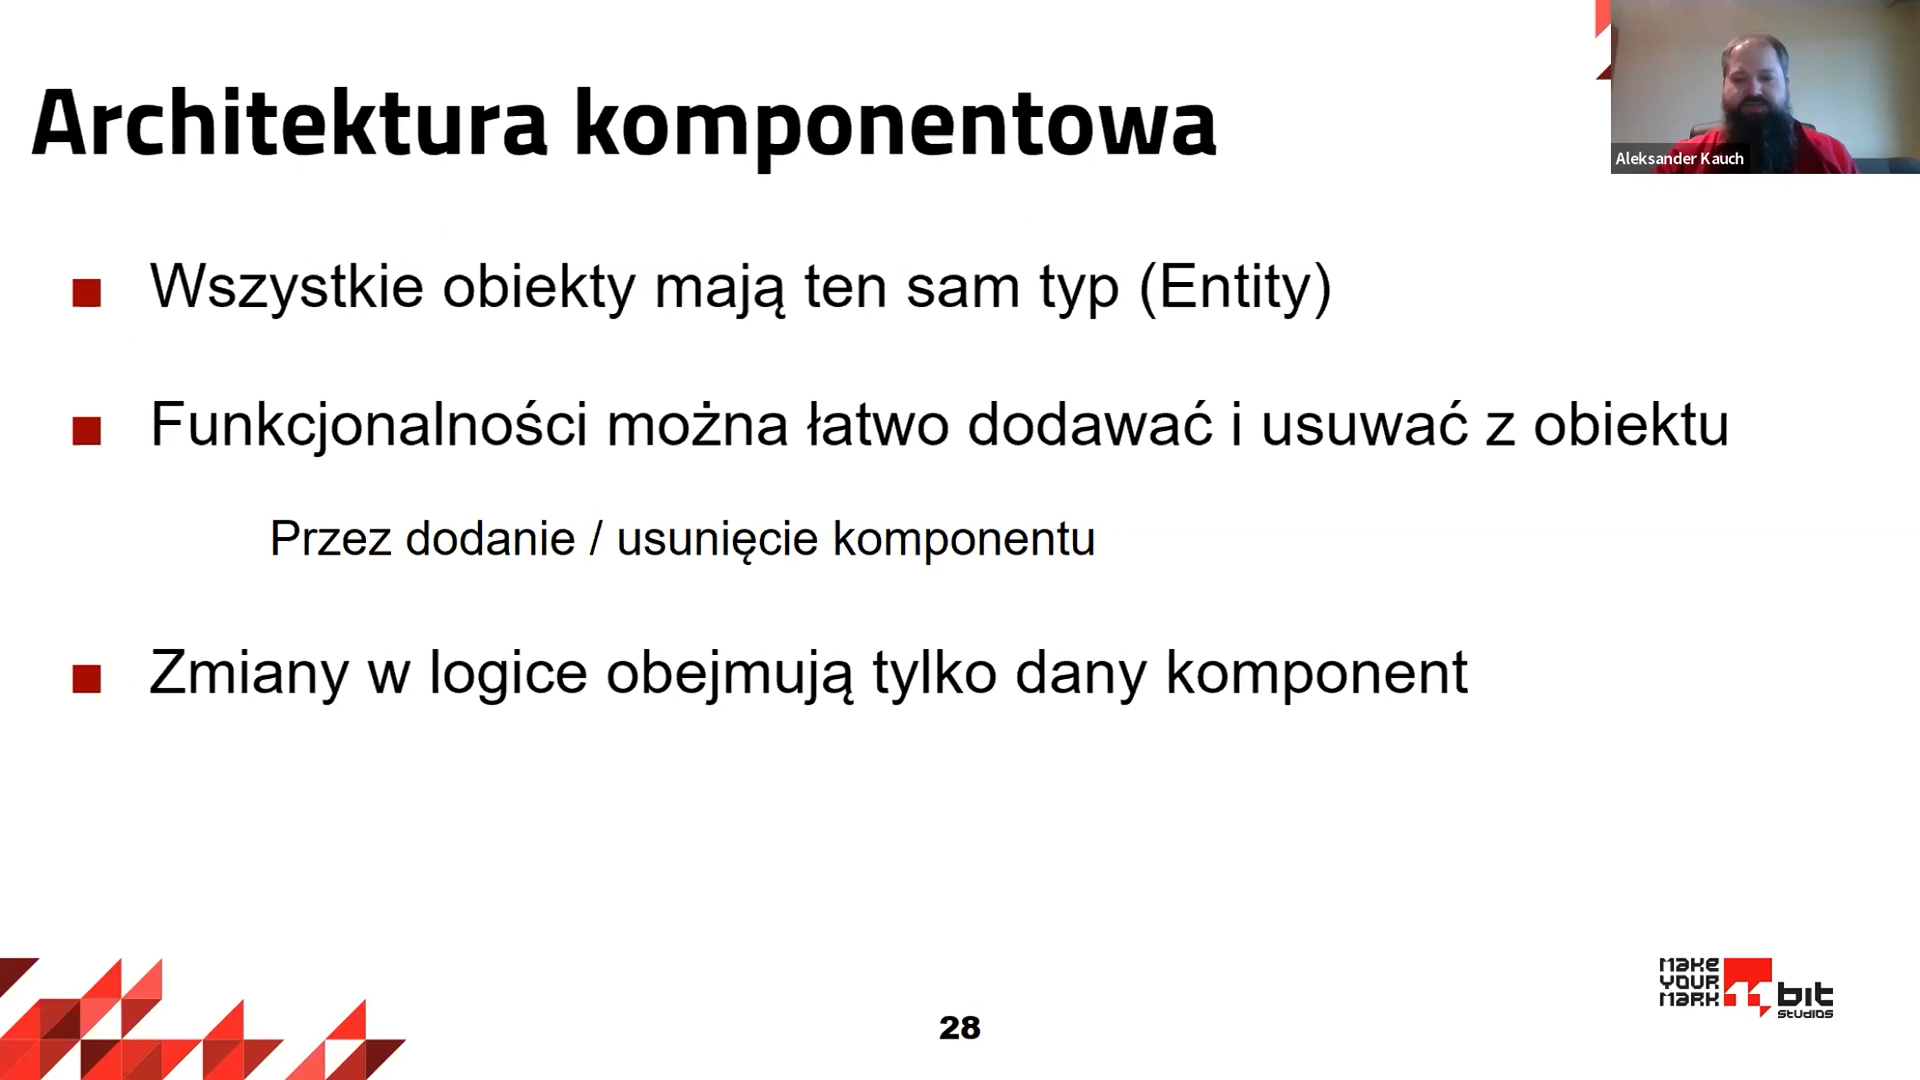 Architektura komponentowa
Aleksander Kauch
Wszystkie obiekty mają ten sam typ (Entity)
Funkcjonalności można łatwo dodawać i usuwać z obiektu
Przez dodanie / usunięcie komponentu
Zmiany w logice obejmują tylko dany komponent
MAKE
YOUR
MARK
11 bit
STUDIOS
28